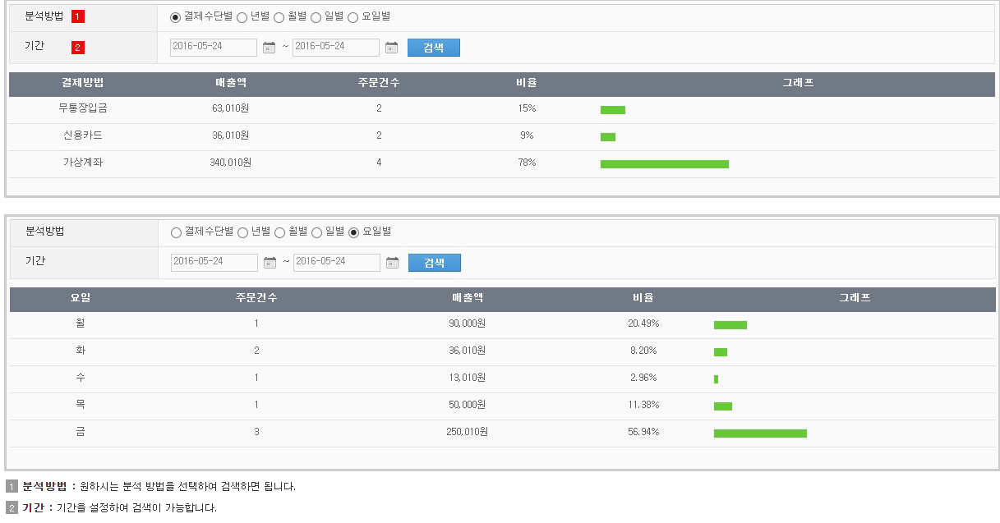 분석방법 1 결제수단별 년별 월별 일별 요일별
기간 2 2016-05-24 ~ 2016-05-24 검색
결제방법 매출액 주문건수 비율 그래프
무통장입금 63,010원 2 15%
신용카드 36,010원 2 9%
가상계좌 340,010원 4 78%
분석방법 결제수단별 년별 월별 일별 요일별
기간 2016-05-24 ~ 2016-05-24 검색
요일 주문건수 매출액 비율 그래프
월 1 90,000원 20.49%
화 2 36,010원 8.20%
수 1 13,010원 2.96%
목 1 50,000원 11.38%
금 3 250,010원 56.94%
1 분석방법 : 원하시는 분석 방법을 선택하여 검색하면 됩니다.
2 기간 : 기간을 설정하여 검색이 가능합니다.